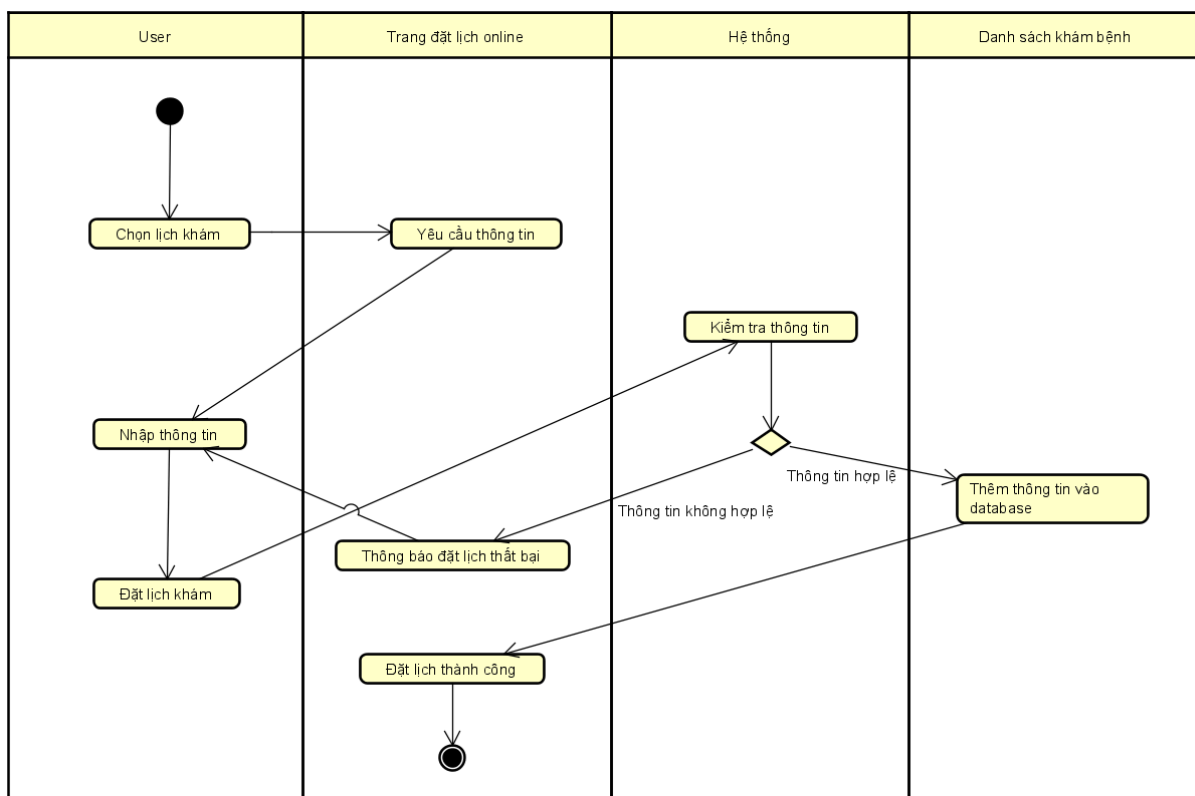 User
Trang đặt lịch online
Hệ thống
Danh sách khám bệnh
Chọn lịch khám
Yêu cầu thông tin
Kiểm tra thông tin
Nhập thông tin
Thông tin hợp lệ
Thêm thông tin vào
database
Thông tin không hợp lệ
Thông báo đặt lịch thất bại
Đặt lịch khám
Đặt lịch thành công